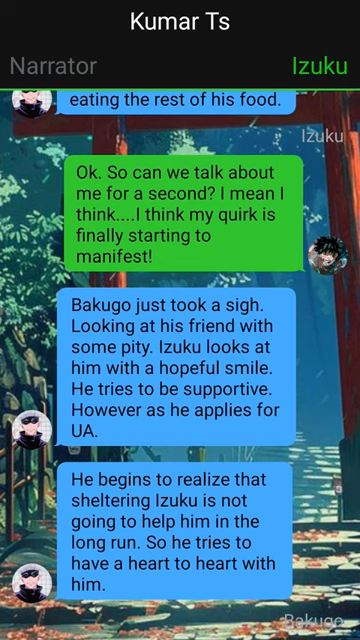 Kumar Ts
Narrator
Izuku
eating the rest of his food.
Izuku
Ok. So can we talk about
me for a second? I mean I
think....I think my quirk is
finally starting to
manifest!
Bakugo just took a sigh.
Looking at his friend with
some pity. Izuku looks at
him with a hopeful smile.
He tries to be supportive.
However as he applies for
UA.
He begins to realize that
sheltering Izuku is not
going to help him in the
long run. So he tries to
have a heart to heart with
him.
Bakugo